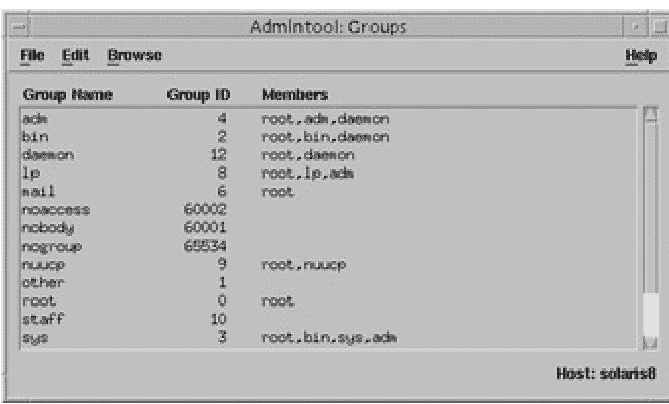 Admintool: Groups
File Edit Browse Help
Group Name Group ID Members
adm 4 root,adm,daemon
bin 2 root,bin,daemon
daemon 12 root,daemon
lp 8 root,lp,adm
mail 6 root
noaccess 60002
nobody 60001
nogroup 65534
nuucp 9 root,nuucp
other 1
root 0 root
staff 10
sys 3 root,bin,sys,adm
Host: solaris8